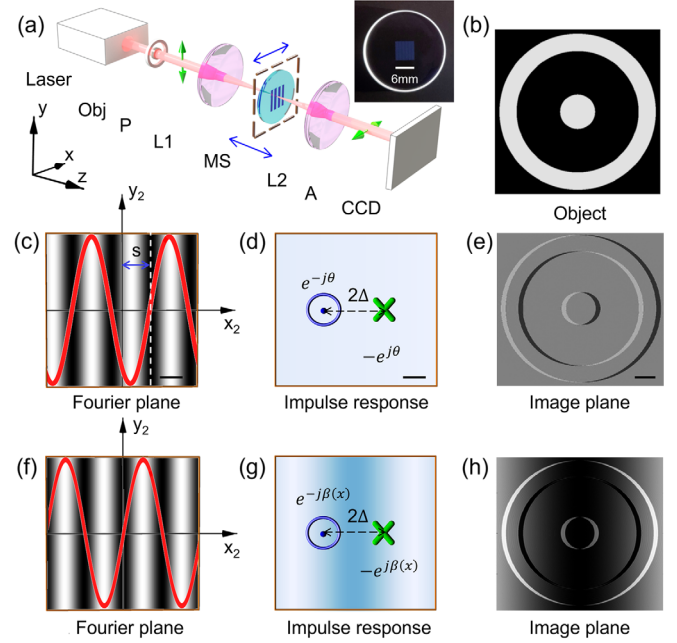 (a)
Laser
Obj
P
L1
MS
L2
A
CCD
y
x
z
6mm
(b)
Object
(c)
y₂
s
x₂
Fourier plane
(d)
e^{-jθ}
2Δ
-e^{jθ}
Impulse response
(e)
Image plane
(f)
y₂
x₂
Fourier plane
(g)
e^{-jβ(x)}
2Δ
-e^{jβ(x)}
Impulse response
(h)
Image plane